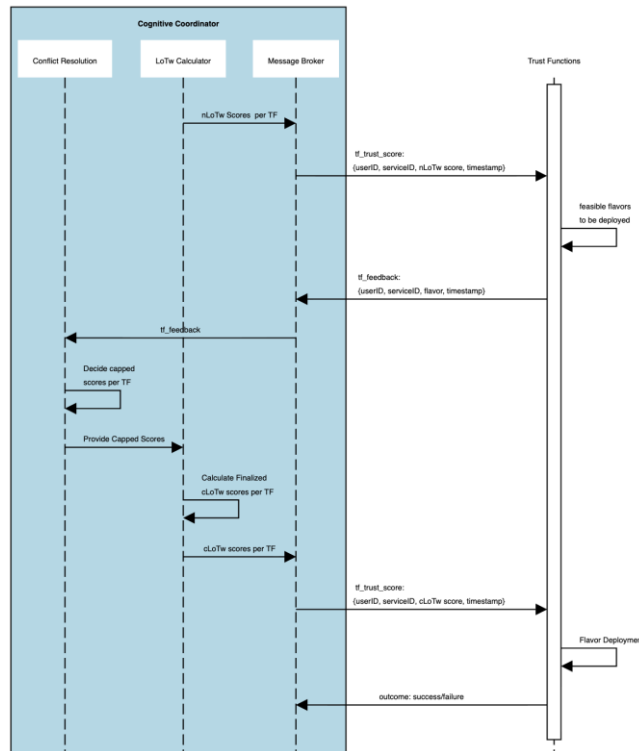 Cognitive Coordinator
Conflict Resolution
LoTw Calculator
Message Broker
Trust Functions
nLoTw Scores per TF
tf_trust_score:
{userID, serviceID, nLoTw score, timestamp}
feasible flavors
to be deployed
tf_feedback:
{userID, serviceID, flavor, timestamp}
tf_feedback
Decide capped
scores per TF
Provide Capped Scores
Calculate Finalized
cLoTw scores per TF
cLoTw scores per TF
tf_trust_score:
{userID, serviceID, cLoTw score, timestamp}
Flavor Deploymen
outcome: success/failure